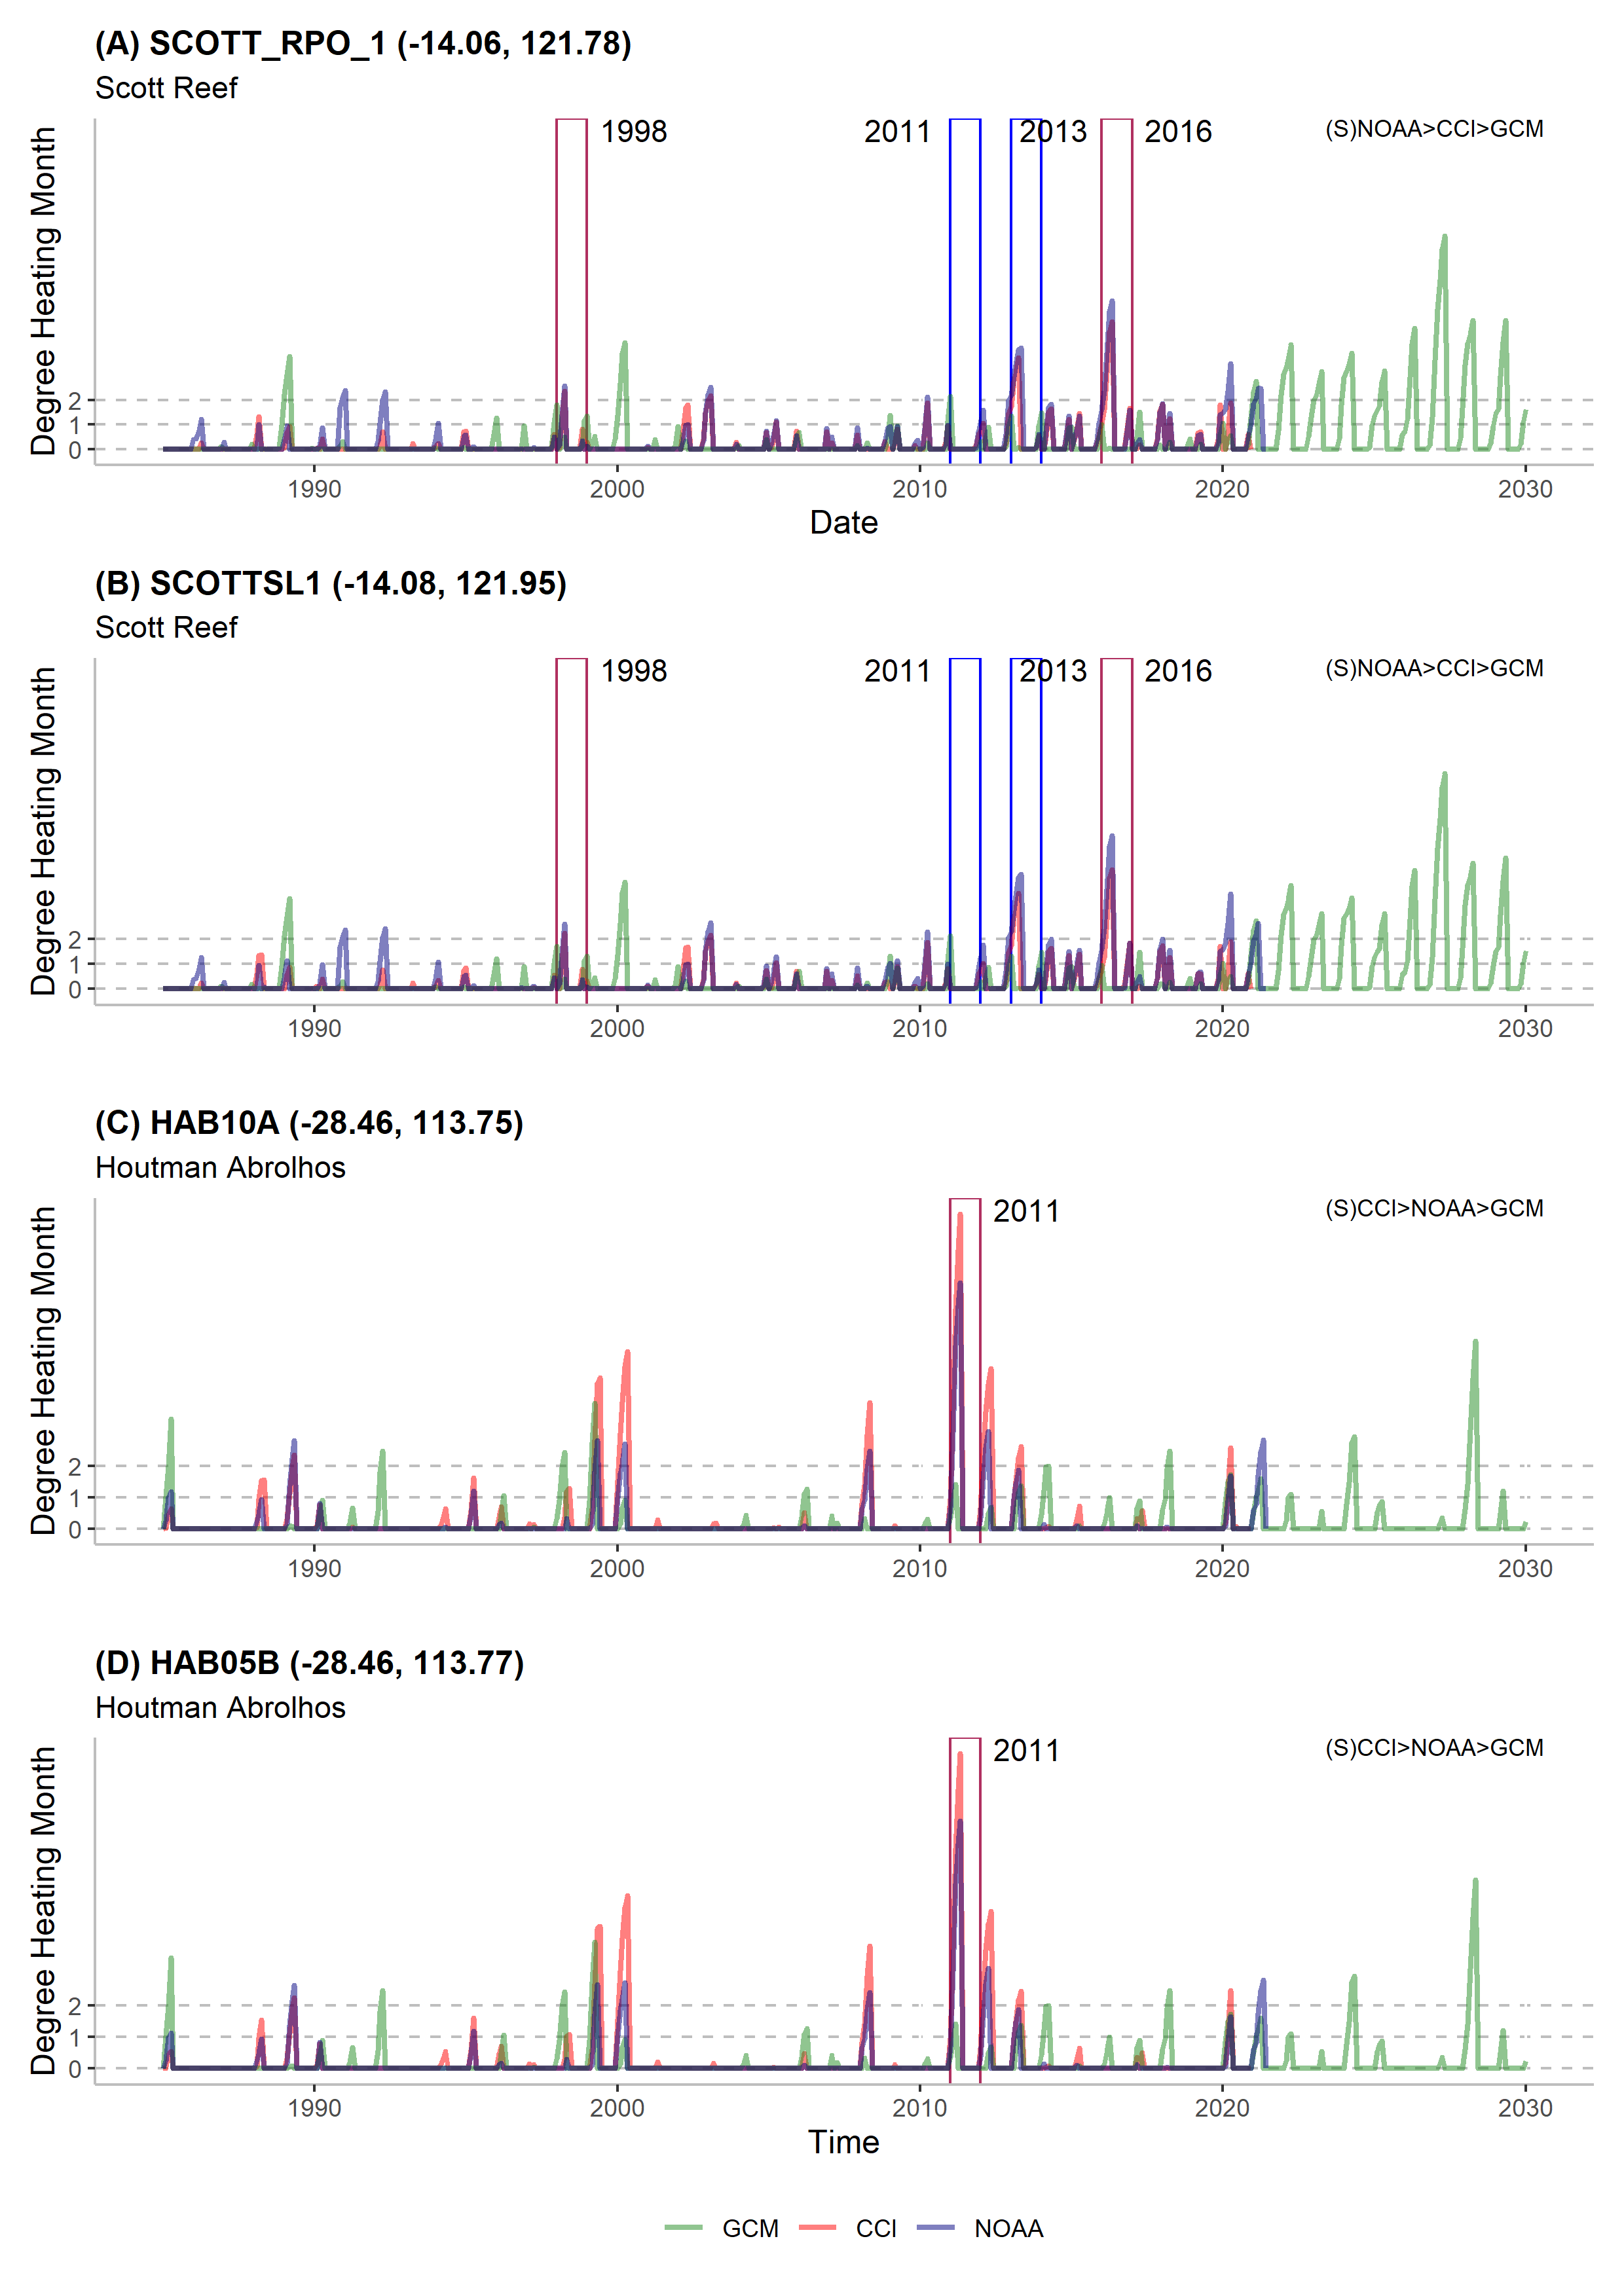 (A) SCOTT_RPO_1 (-14.06, 121.78)
Scott Reef
Degree Heating Month
1998
2011
2013
2016
(S)NOAA>CCI>GCM
2
1
0
1990
2000
2010
2020
2030
Date
(B) SCOTTSL1 (-14.08, 121.95)
Scott Reef
Degree Heating Month
1998
2011
2013
2016
(S)NOAA>CCI>GCM
2
1
0
1990
2000
2010
2020
2030
(C) HAB10A (-28.46, 113.75)
Houtman Abrolhos
Degree Heating Month
2011
(S)CCI>NOAA>GCM
2
1
0
1990
2000
2010
2020
2030
(D) HAB05B (-28.46, 113.77)
Houtman Abrolhos
Degree Heating Month
2011
(S)CCI>NOAA>GCM
2
1
0
1990
2000
2010
2020
2030
Time
GCM
CCI
NOAA